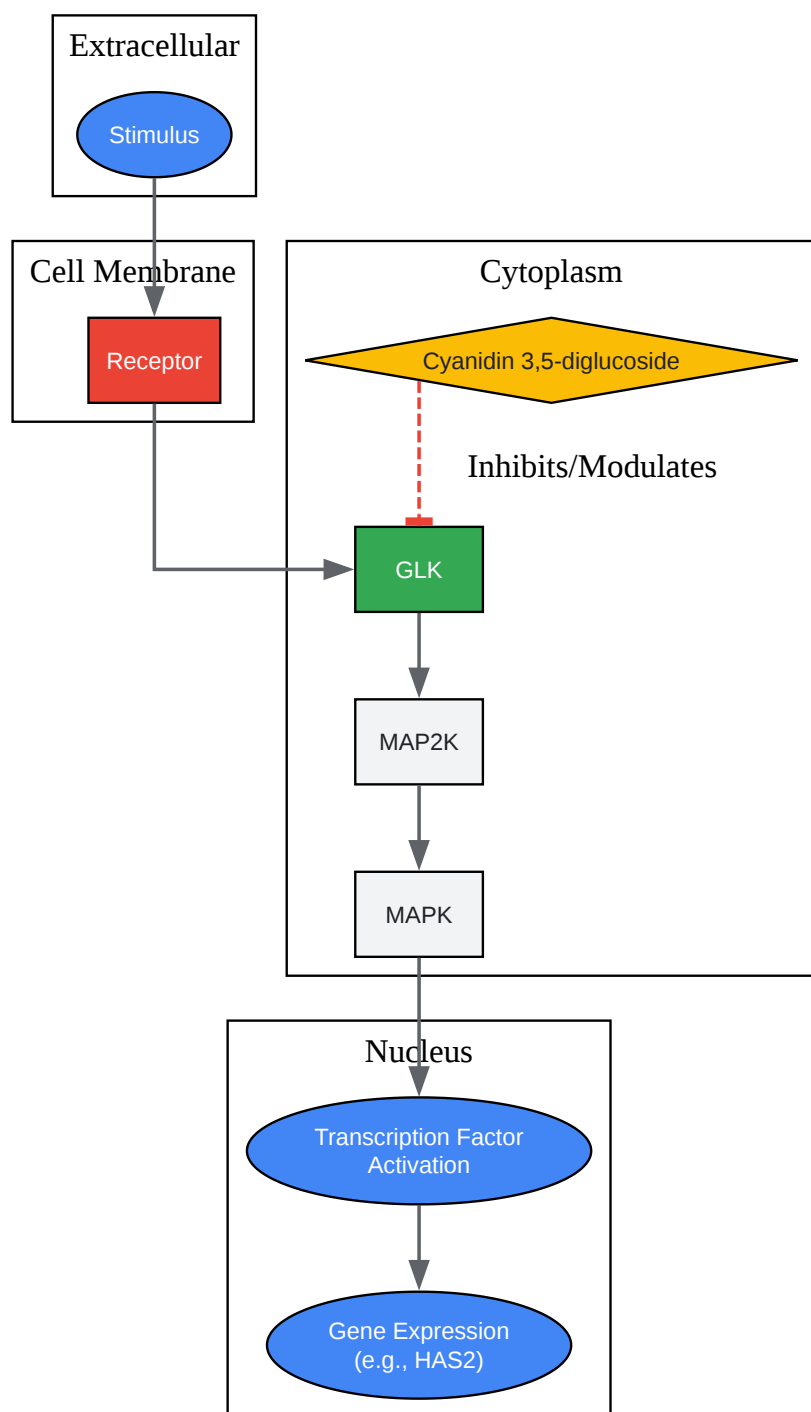 Extracellular
Stimulus
Cell Membrane
Receptor
Cytoplasm
Cyanidin 3,5-diglucoside
Inhibits/Modulates
GLK
MAP2K
MAPK
Nucleus
Transcription Factor
Activation
Gene Expression
(e.g., HAS2)